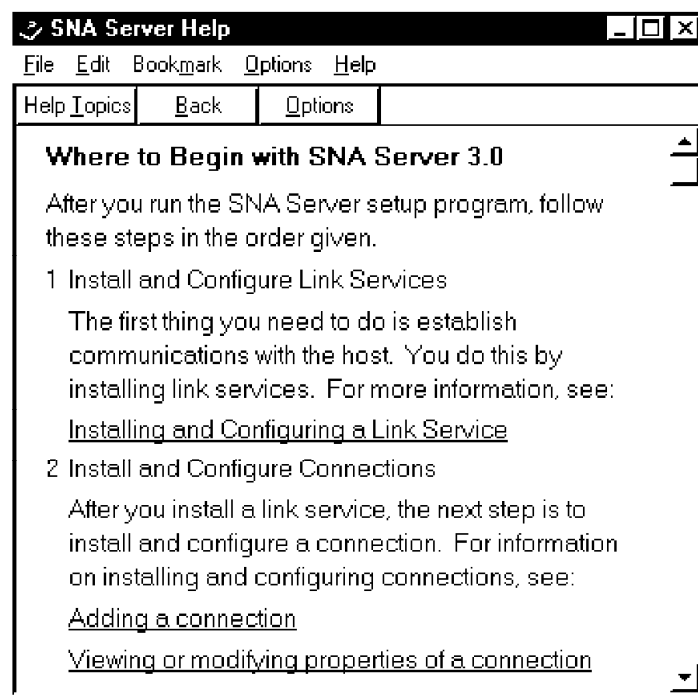 SNA Server Help
File Edit Bookmark Options Help
Help Topics Back Options
Where to Begin with SNA Server 3.0
After you run the SNA Server setup program, follow
these steps in the order given.
1 Install and Configure Link Services
The first thing you need to do is establish
communications with the host. You do this by
installing link services. For more information, see:
Installing and Configuring a Link Service
2 Install and Configure Connections
After you install a link service, the next step is to
install and configure a connection. For information
on installing and configuring connections, see:
Adding a connection
Viewing or modifying properties of a connection